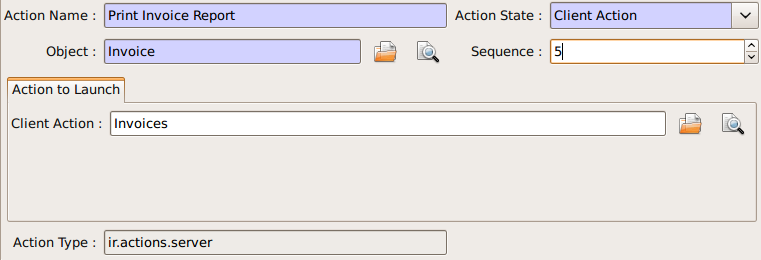 Action Name : Print Invoice Report Action State : Client Action
Object : Invoice Sequence : 5
Action to Launch
Client Action : Invoices
Action Type : ir.actions.server